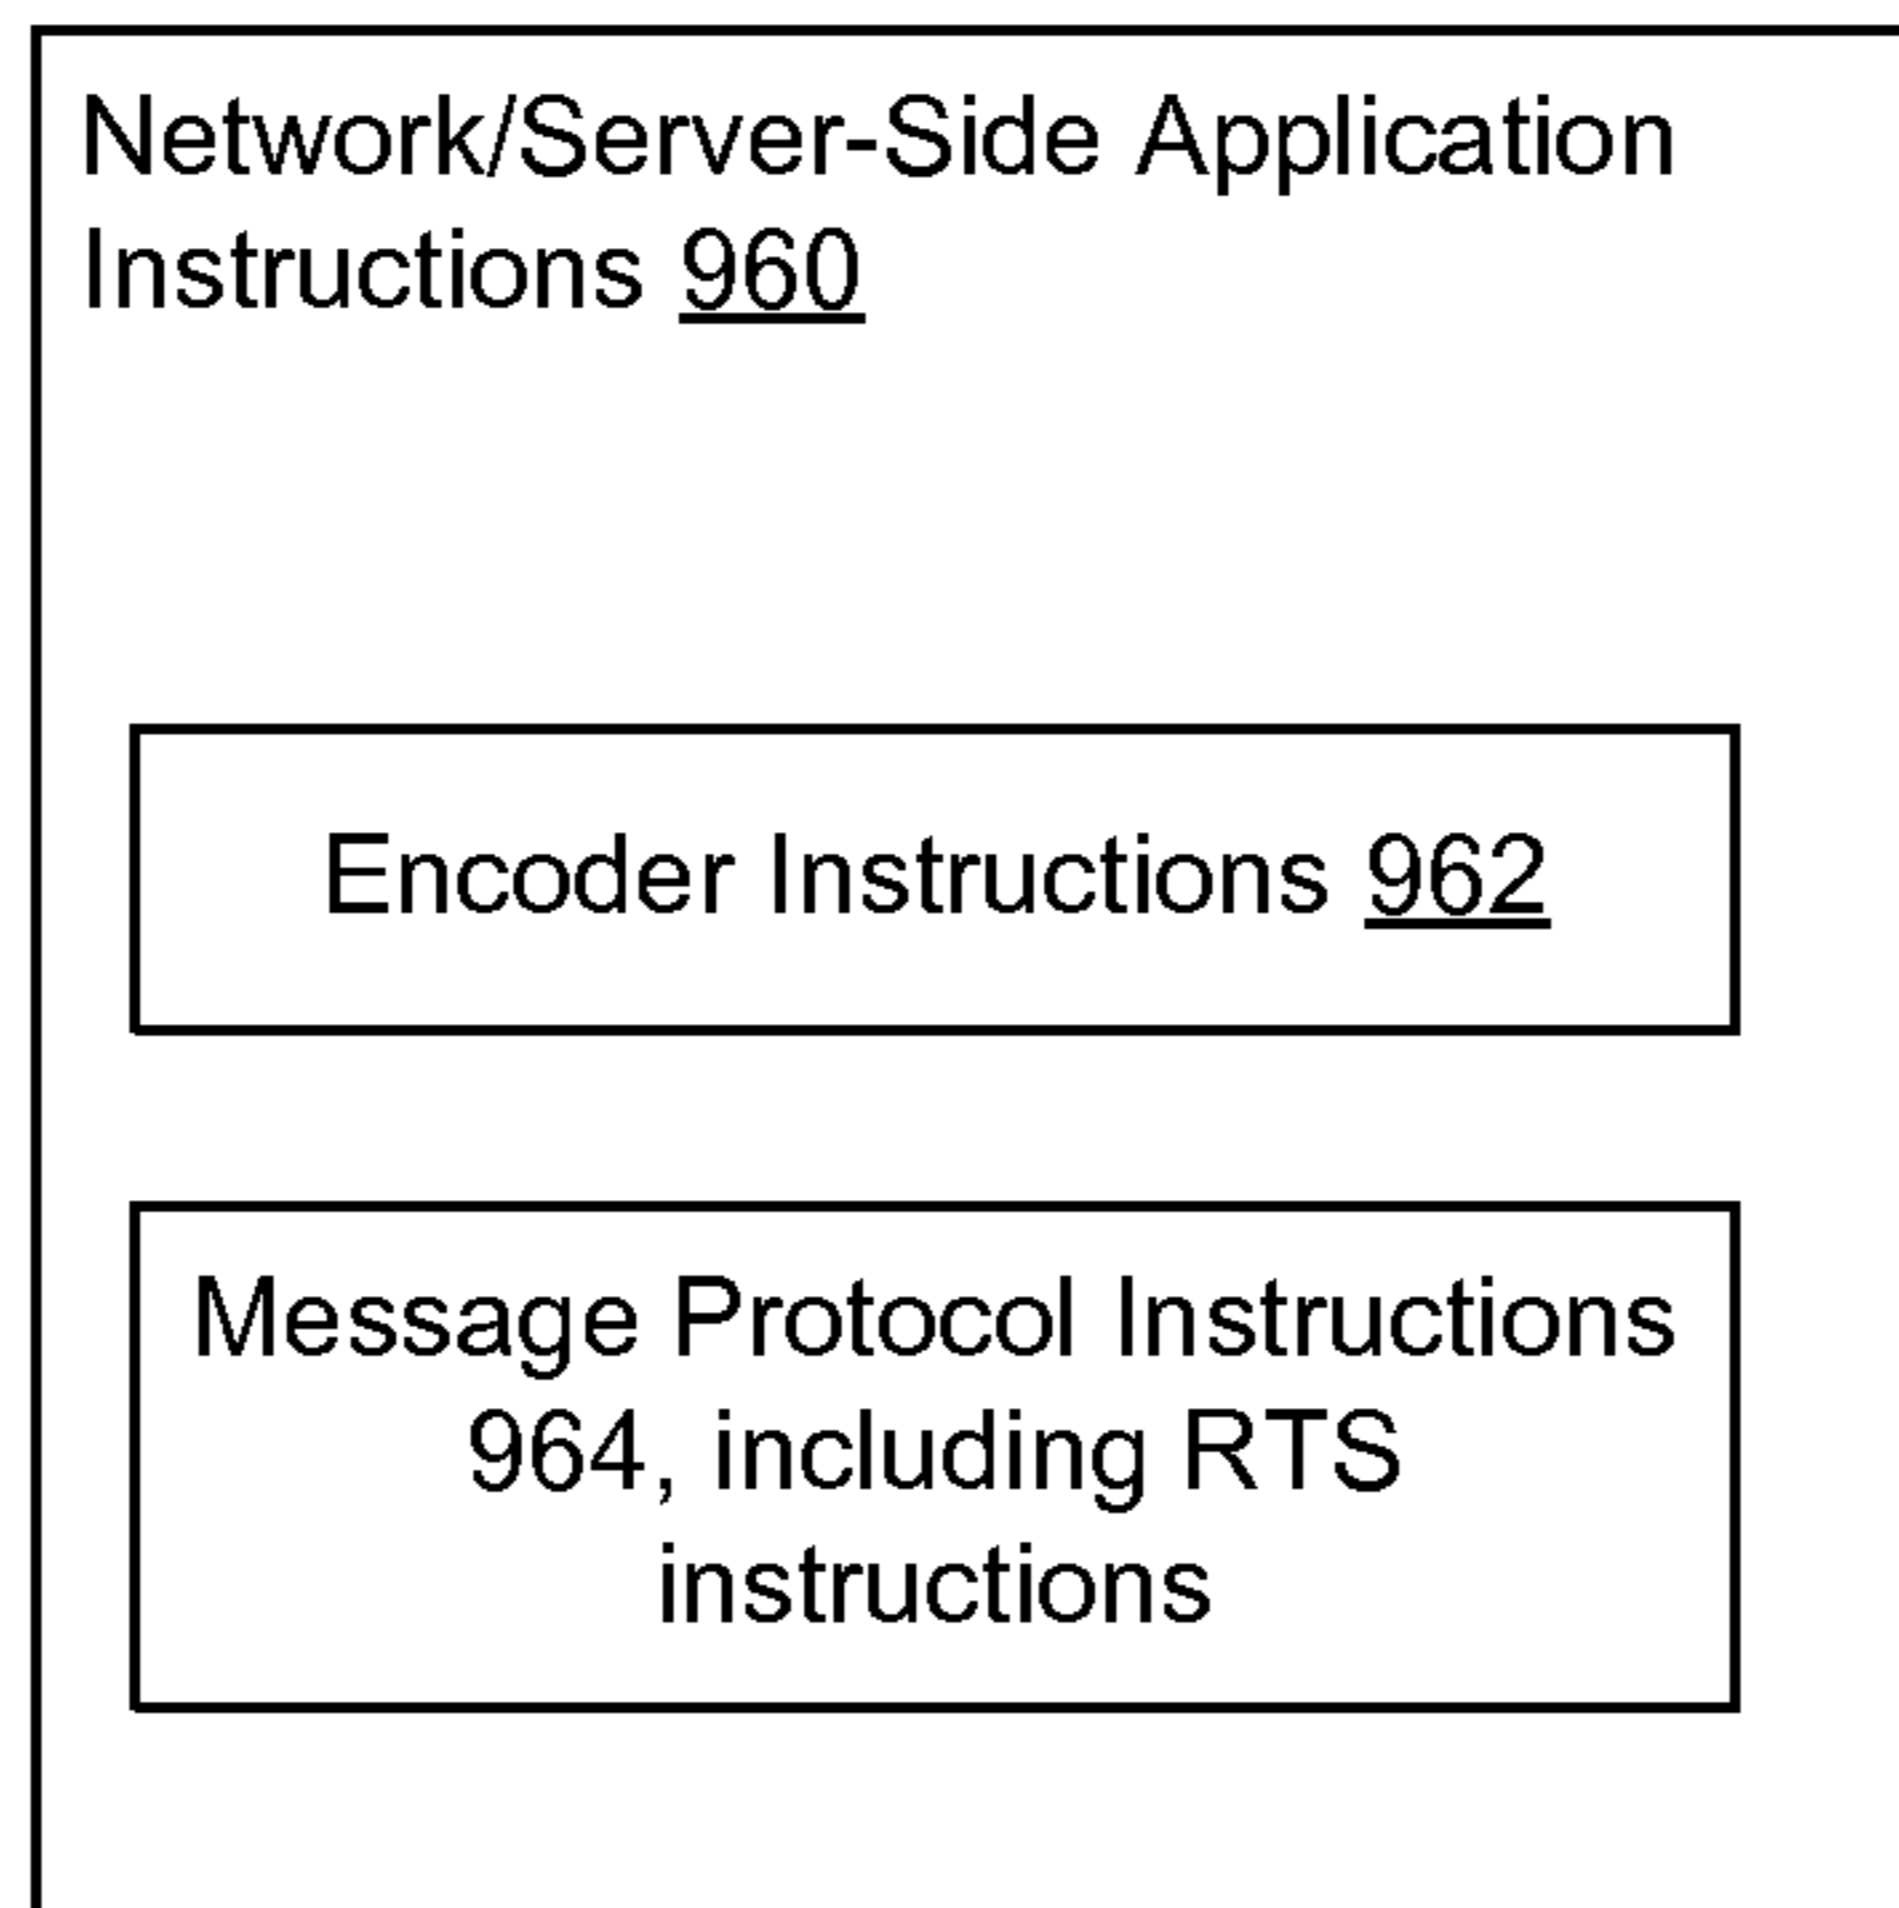 Network/Server-Side Application
Instructions 960
Encoder Instructions 962
Message Protocol Instructions
964, including RTS
instructions